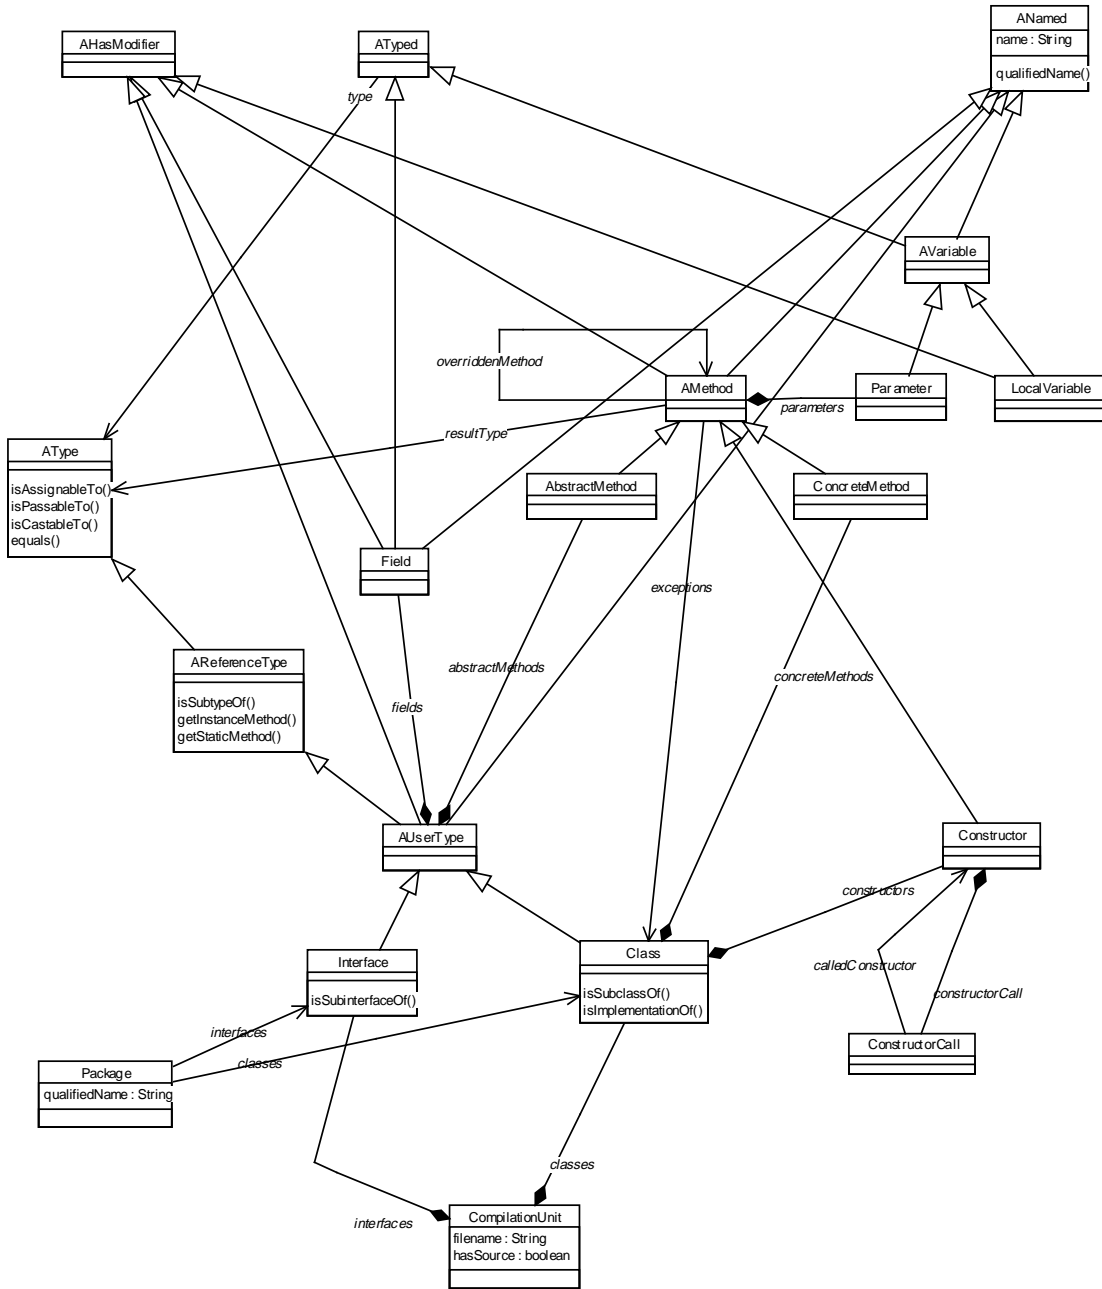 ANamed
name : String
qualifiedName()
AHasModifier
ATyped
type
AVariable
overriddenMethod
AMethod
Parameter
LocalVariable
parameters
resultType
AType
isAssignableTo()
isPassableTo()
isCastableTo()
equals()
AbstractMethod
ConcreteMethod
Field
exceptions
AReferenceType
isSubtypeOf()
getInstanceMethod()
getStaticMethod()
abstractMethods
concreteMethods
fields
AUserType
Constructor
constructors
Interface
isSubinterfaceOf()
Class
isSubclassOf()
isImplementationOf()
calledConstructor
constructorCall
interfaces
classes
ConstructorCall
Package
qualifiedName : String
classes
interfaces
CompilationUnit
filename : String
hasSource : boolean